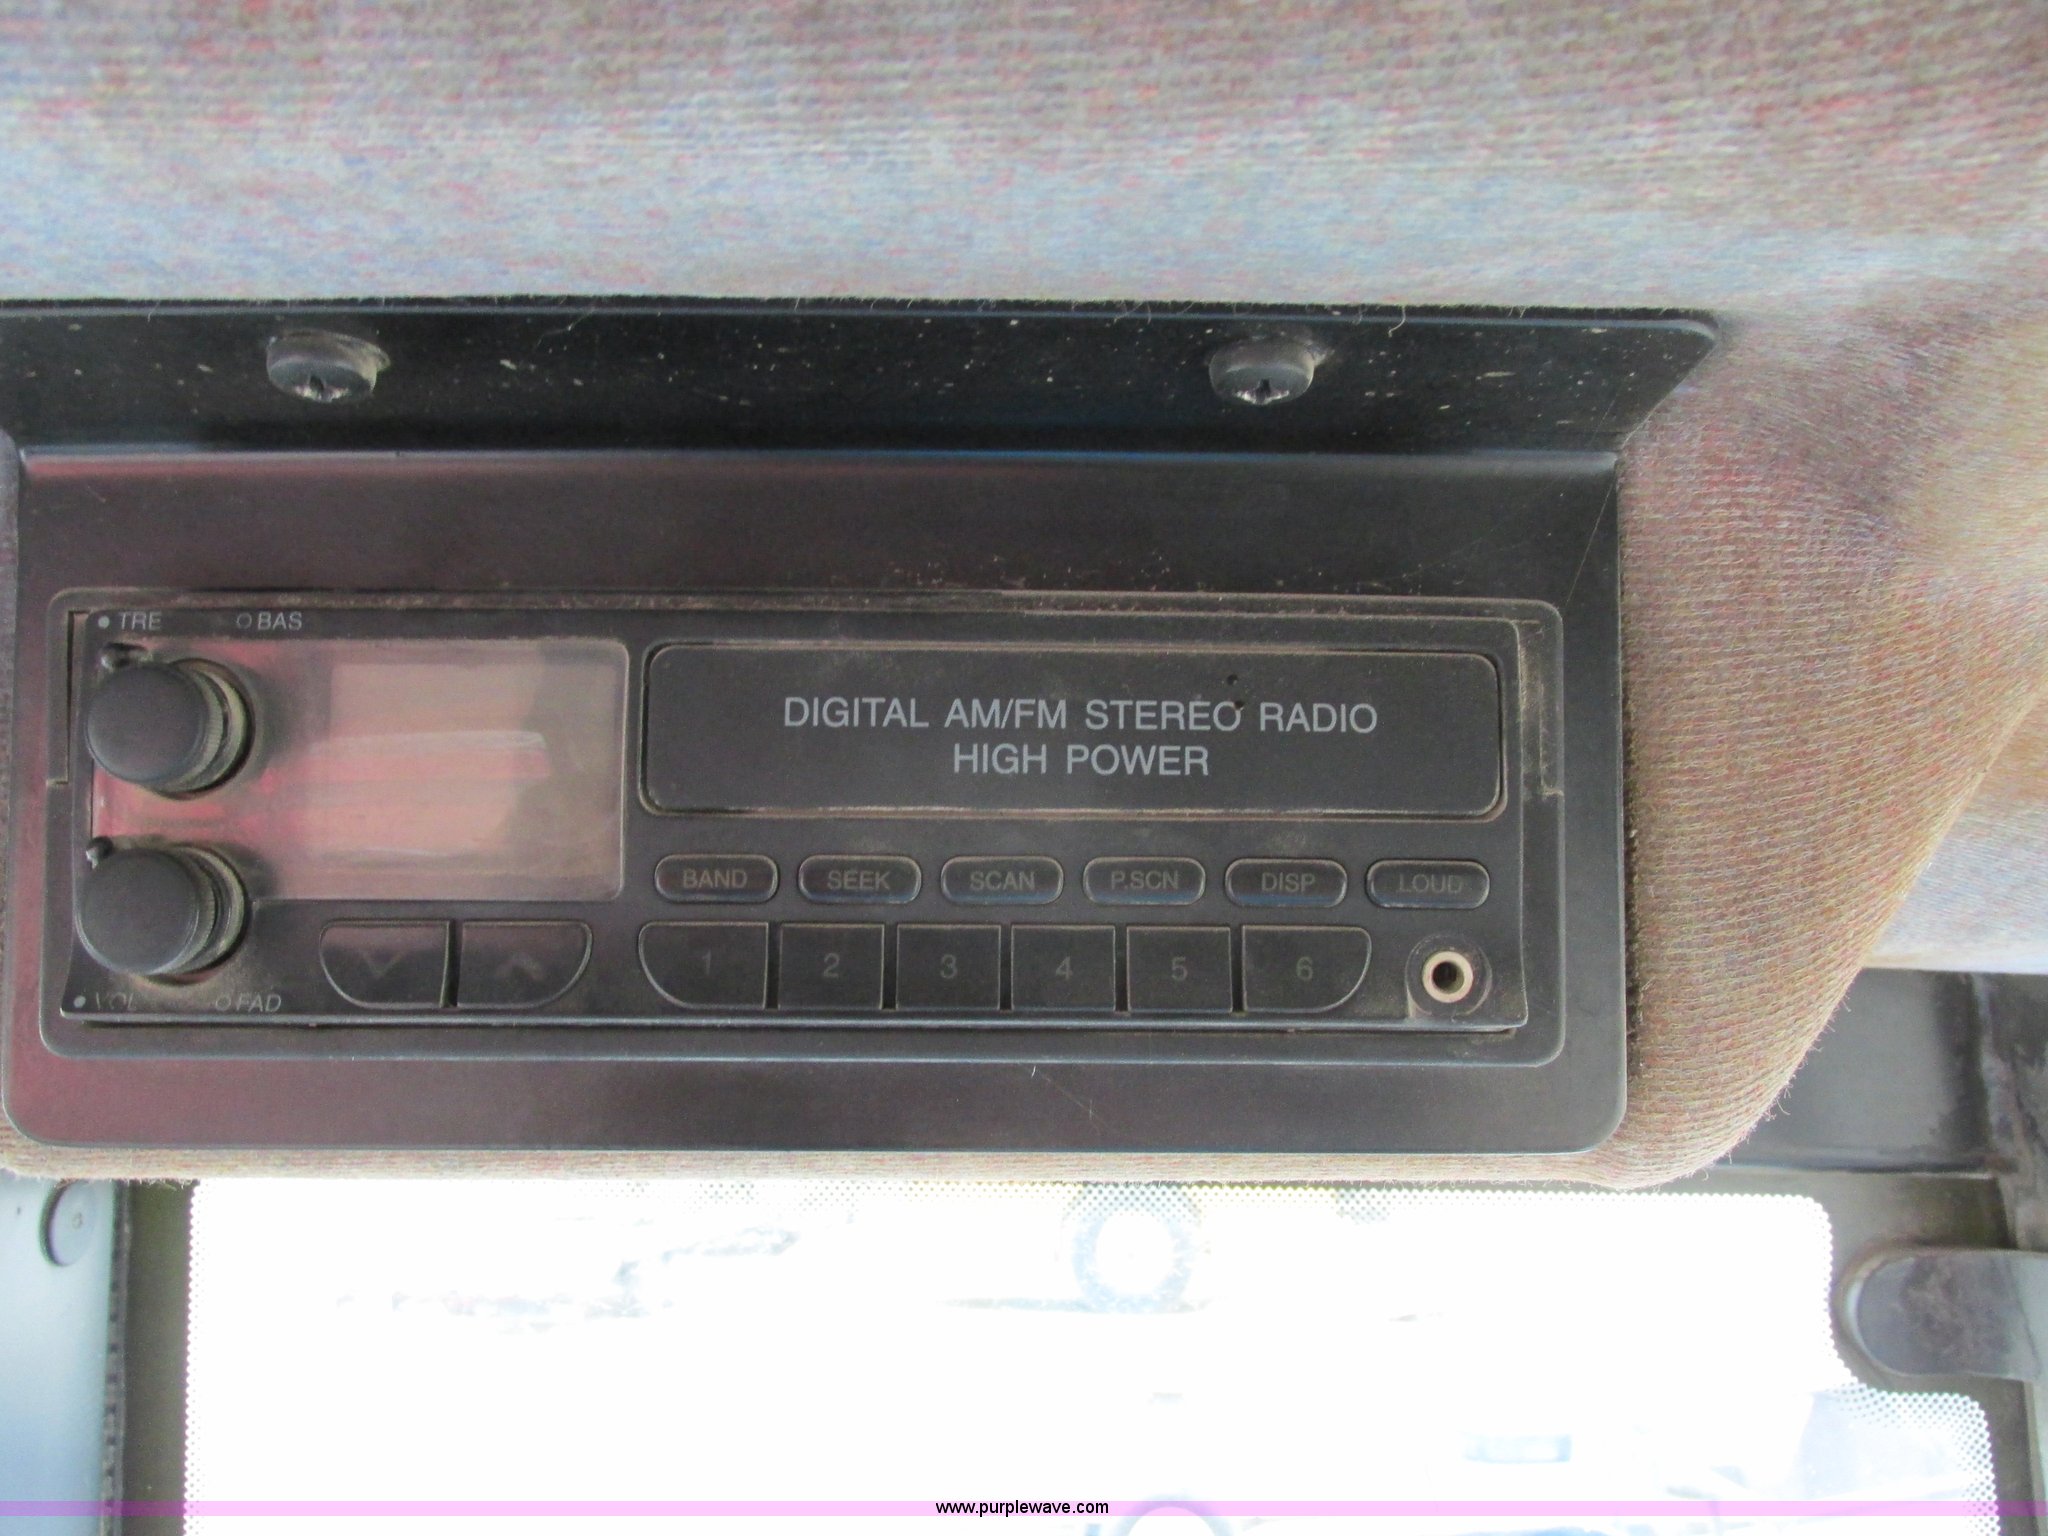 TRE BAS
DIGITAL AM/FM STEREO RADIO
HIGH POWER
BAND SEEK SCAN P.SCN DISP LOUD
1 2 3 4 5 6
VOL FAD
www.purplewave.com